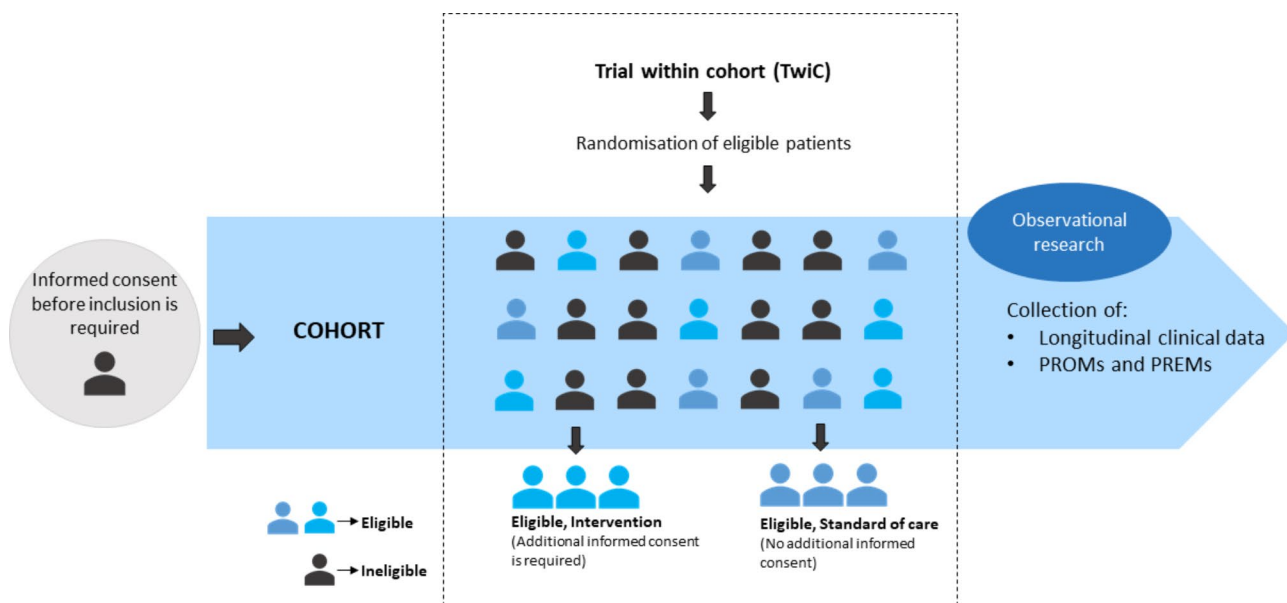 Trial within cohort (TwiC)
Randomisation of eligible patients
Informed consent
before inclusion is
required
COHORT
Observational
research
Collection of:
• Longitudinal clinical data
• PROMs and PREMs
Eligible
Ineligible
Eligible, Intervention
(Additional informed consent
is required)
Eligible, Standard of care
(No additional informed
consent)